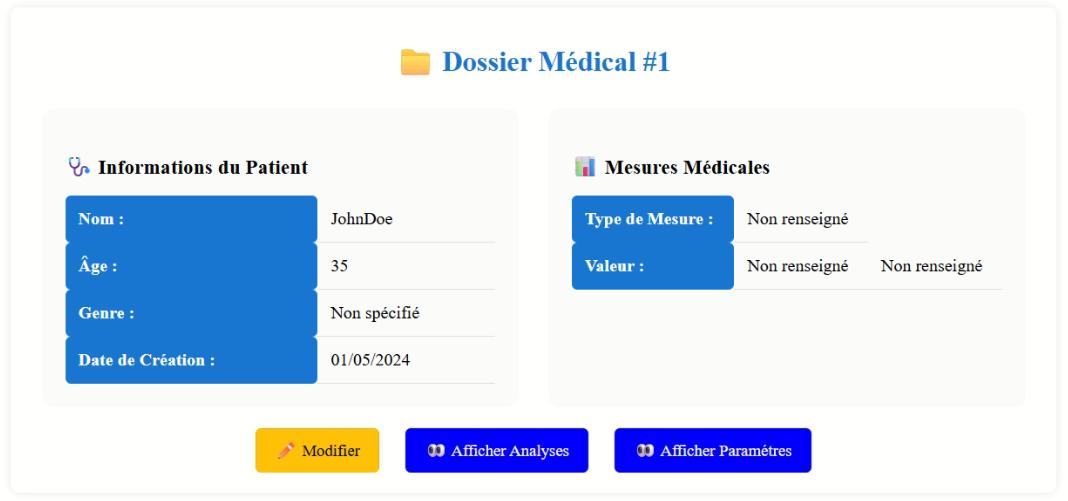 Dossier Médical #1
Informations du Patient
Nom : JohnDoe
Âge : 35
Genre : Non spécifié
Date de Création : 01/05/2024
Mesures Médicales
Type de Mesure : Non renseigné
Valeur : Non renseigné Non renseigné
Modifier
Afficher Analyses
Afficher Paramétres